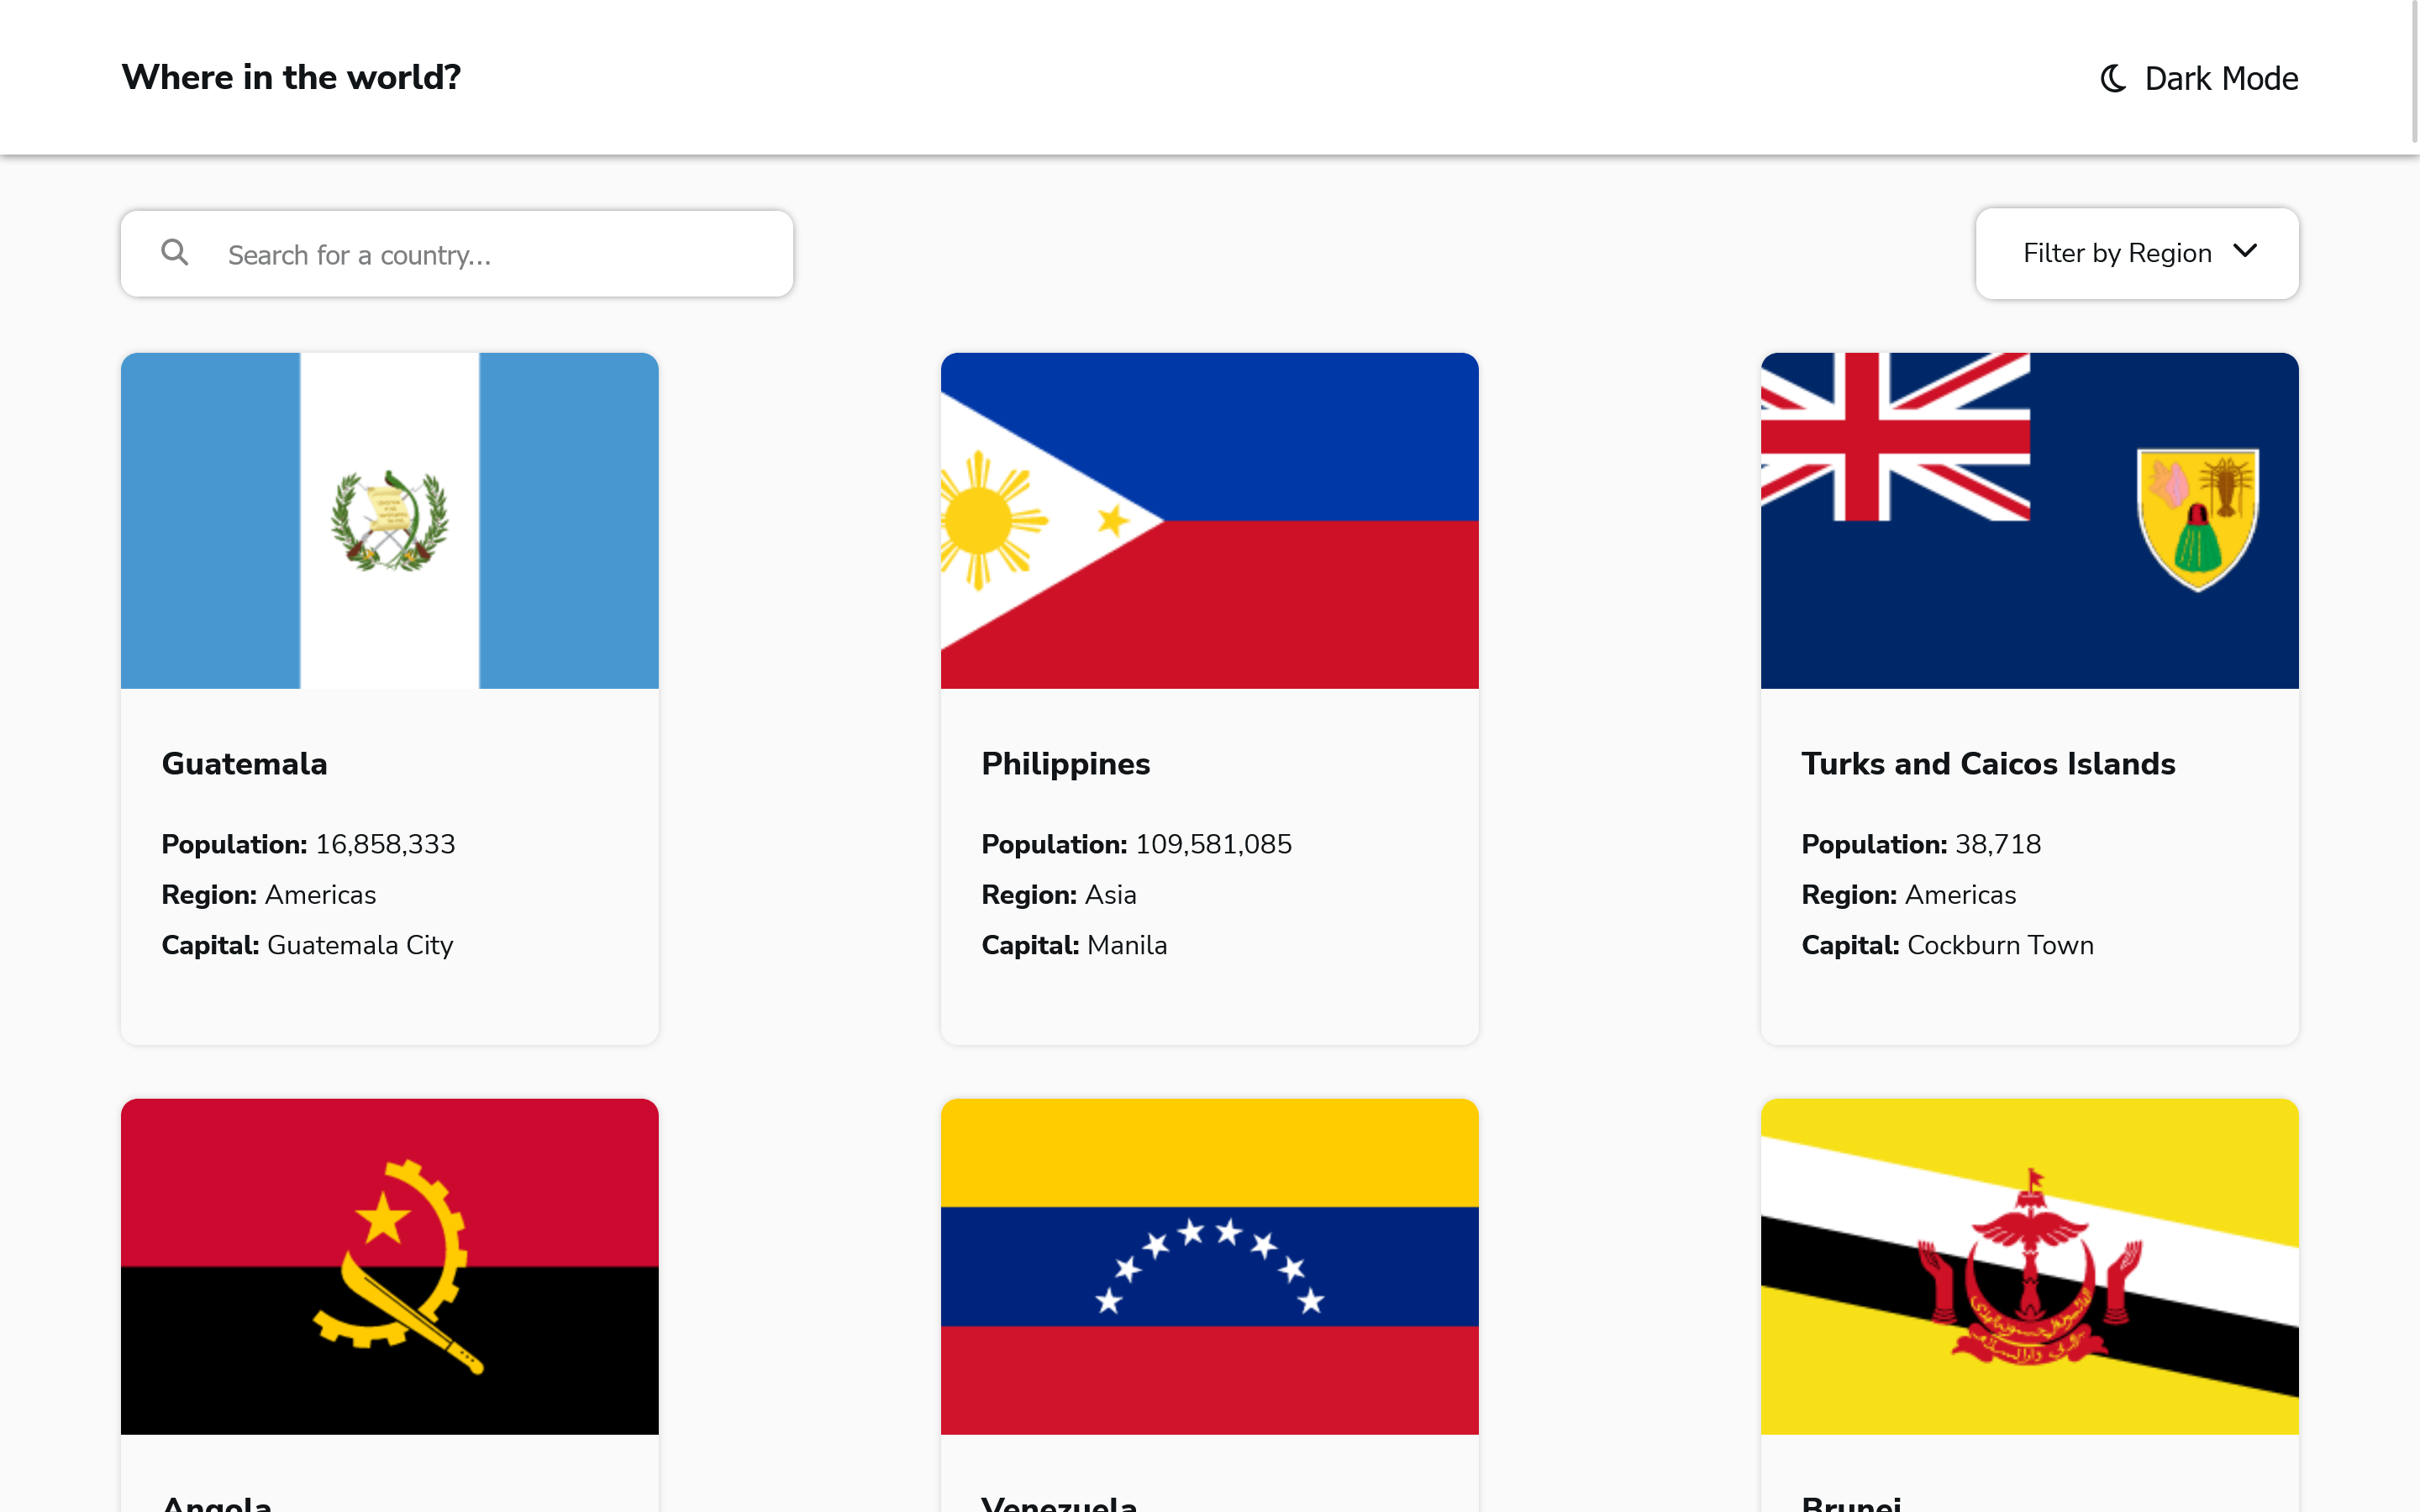 Where in the world?
Dark Mode
Search for a country...
Filter by Region
Guatemala
Population: 16,858,333
Region: Americas
Capital: Guatemala City
Philippines
Population: 109,581,085
Region: Asia
Capital: Manila
Turks and Caicos Islands
Population: 38,718
Region: Americas
Capital: Cockburn Town
Angola
Venezuela
Brunei